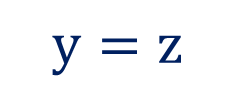 y = z